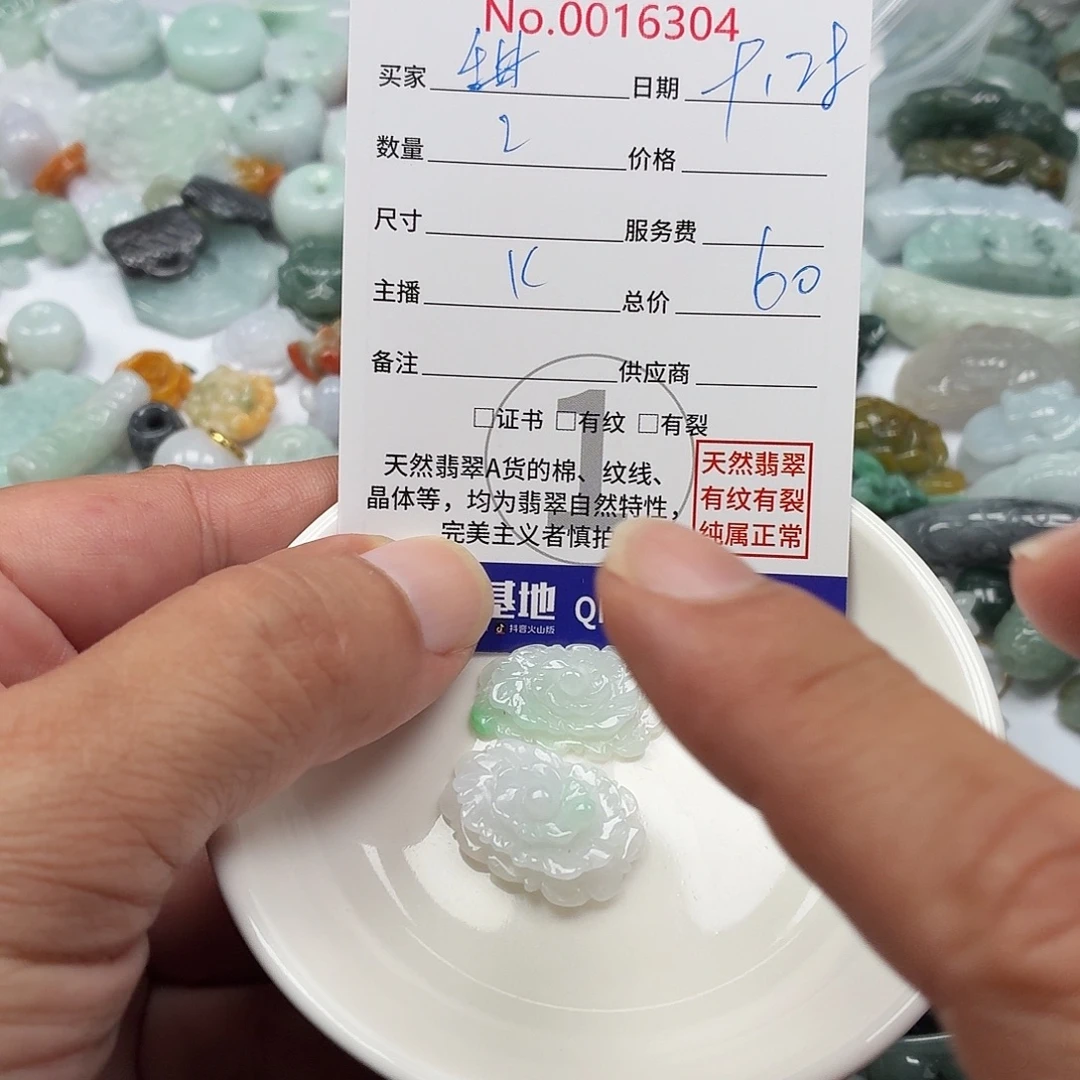 No.0016304
买家 日期
数量 2 价格
尺寸 服务费
主播 K 总价 60
备注 供应商
□证书 □有纹 □有裂
1
天然翡翠A货的棉、纹线、
晶体等，均为翡翠自然特性，
完美主义者慎拍
天然翡翠
有纹有裂
纯属正常
基地 Q
抖音火山版